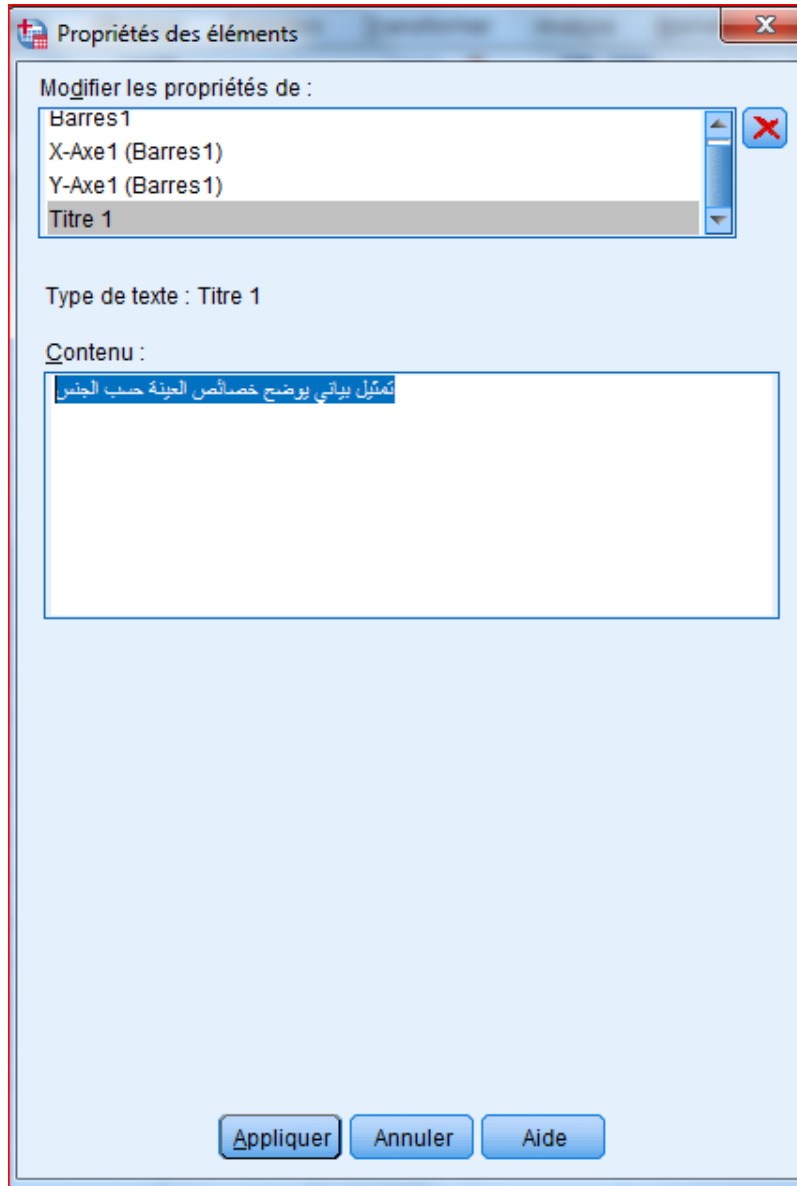 Propriétés des éléments
Modifier les propriétés de :
Barres1
X-Axe1 (Barres1)
Y-Axe1 (Barres1)
Titre 1
Type de texte : Titre 1
Contenu :
تمثيل بياني يوضح خصائص العينة حسب الجنس
Appliquer Annuler Aide